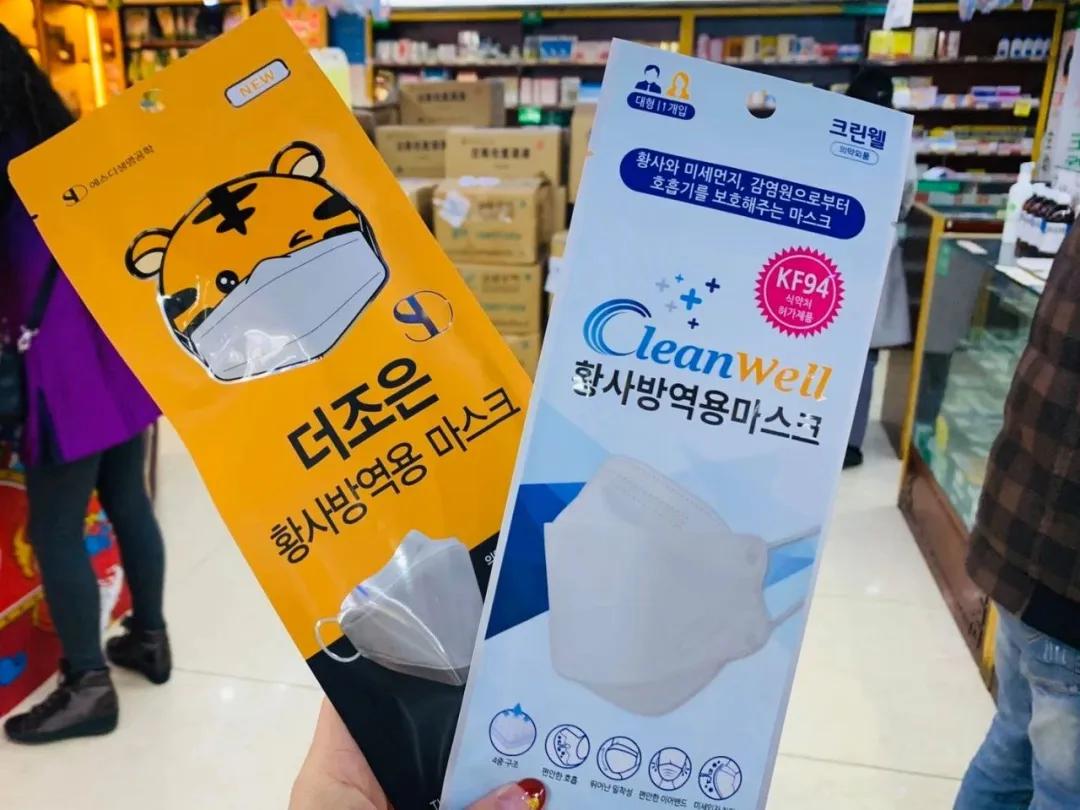 NEW
에스디생명공학
더조은
황사방역용 마스크
대형 | 1개입
크린웰
의약외품
황사와 미세먼지, 감염원으로부터
호흡기를 보호해주는 마스크
KF94
식약처
허가제품
CleanWell
황사방역용마스크
4중 구조
편안한 호흡
뛰어난 밀착성
편안한 이어밴드